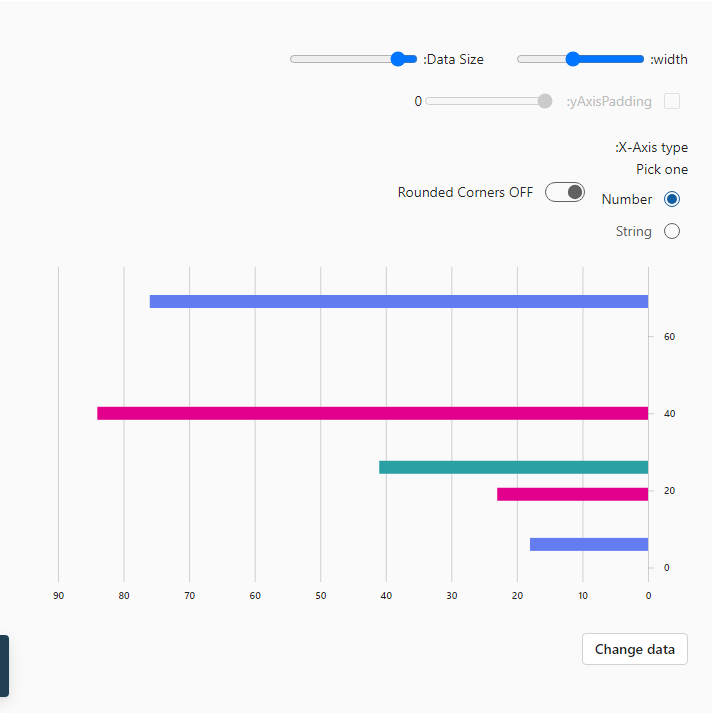 :width
:Data Size
:yAxisPadding
0
:X-Axis type
Pick one
Number
Rounded Corners OFF
String
60
40
20
0
90 80 70 60 50 40 30 20 10 0
Change data